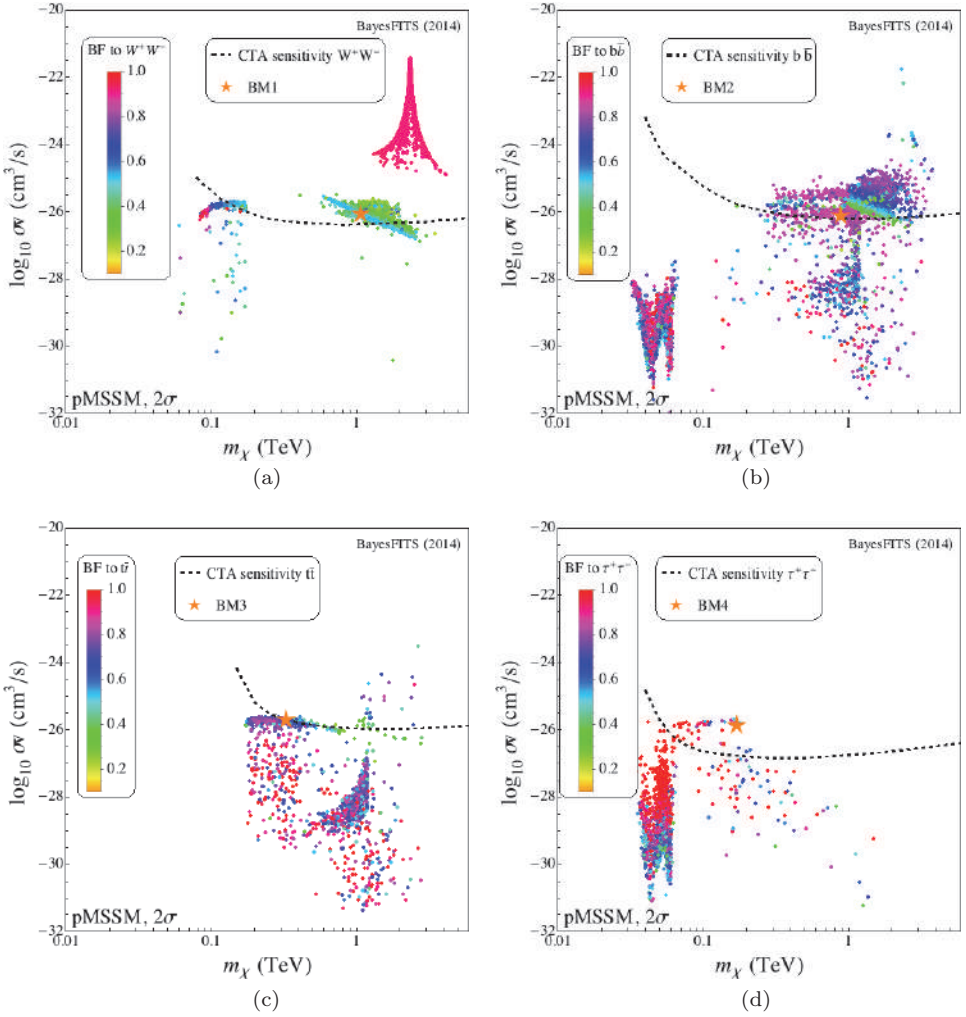 −20
BayesFITS (2014)
BF to W⁺W⁻
1.0
0.8
0.6
0.4
0.2
CTA sensitivity W⁺W⁻
BM1
−22
−24
−26
−28
−30
−32
log₁₀ σv (cm³/s)
pMSSM, 2σ
0.01
0.1
1
mχ (TeV)
(a)
−20
BayesFITS (2014)
BF to bb̄
1.0
0.8
0.6
0.4
0.2
CTA sensitivity b b̄
BM2
−22
−24
−26
−28
−30
−32
log₁₀ σv (cm³/s)
pMSSM, 2σ
0.01
0.1
1
mχ (TeV)
(b)
−20
BayesFITS (2014)
BF to tt̄
1.0
0.8
0.6
0.4
0.2
CTA sensitivity tt̄
BM3
−22
−24
−26
−28
−30
−32
log₁₀ σv (cm³/s)
pMSSM, 2σ
0.01
0.1
1
mχ (TeV)
(c)
−20
BayesFITS (2014)
BF to τ⁺τ⁻
1.0
0.8
0.6
0.4
0.2
CTA sensitivity τ⁺τ⁻
BM4
−22
−24
−26
−28
−30
−32
log₁₀ σv (cm³/s)
pMSSM, 2σ
0.01
0.1
1
mχ (TeV)
(d)